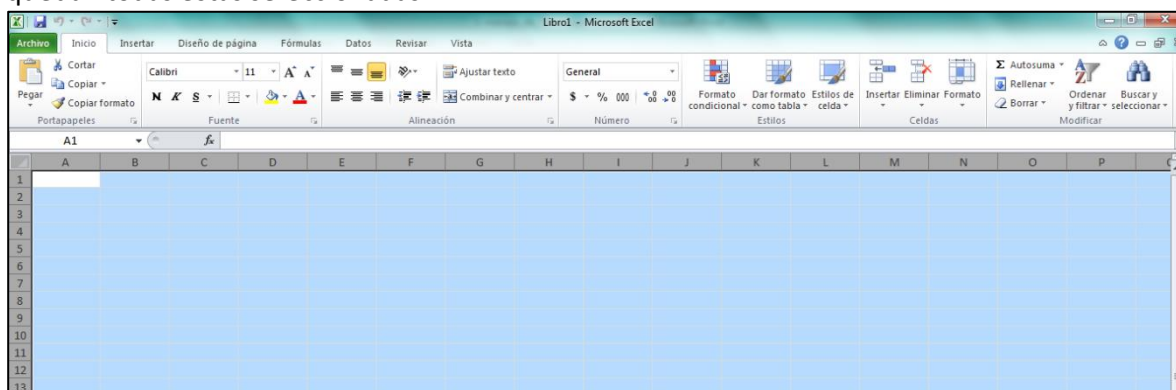 Libro1 - Microsoft Excel
Archivo Inicio Insertar Diseño de página Fórmulas Datos Revisar Vista
Pegar
Cortar
Copiar
Copiar formato
Portapapeles
Calibri 11 A A
N K S A
Fuente
Ajustar texto
Combinar y centrar
Alineación
General
$ % 000
Número
Formato condicional
Dar formato como tabla
Estilos de celda
Estilos
Insertar Eliminar Formato
Celdas
Σ Autosuma
Rellenar
Borrar
Ordenar y filtrar
Buscar y seleccionar
Modificar
A1 fx
A B C D E F G H I J K L M N O P
1
2
3
4
5
6
7
8
9
10
11
12
13